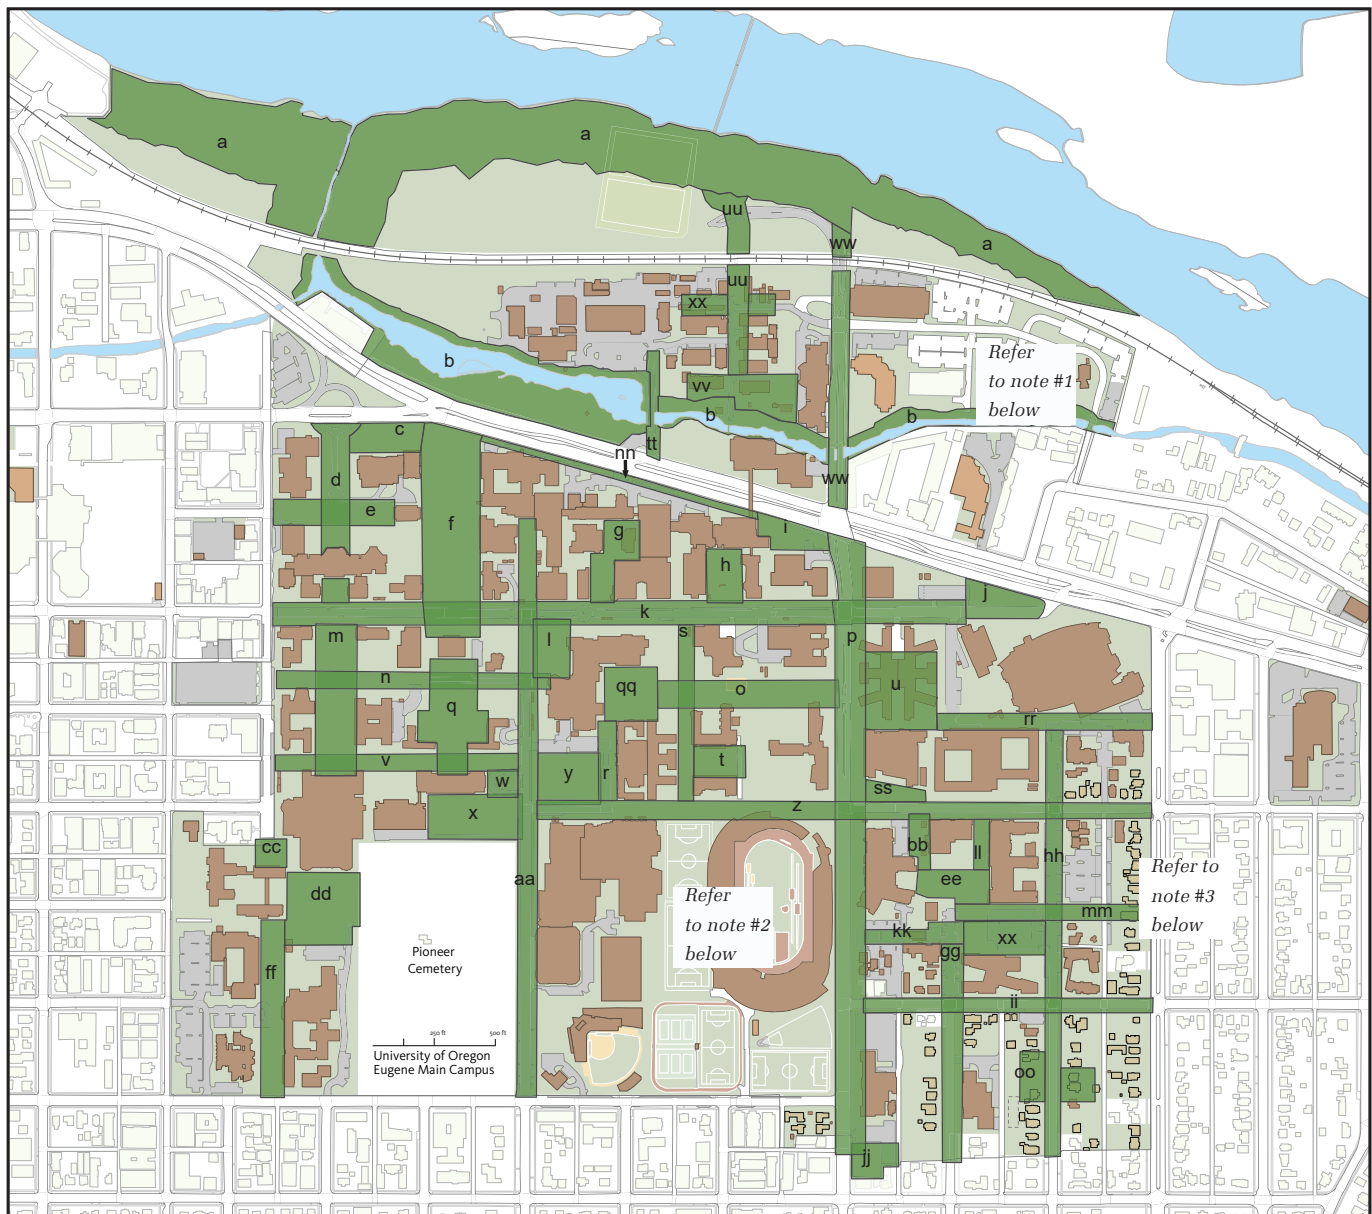 a
a
uu
ww
a
uu
xx
Refer
to note #1
below
b
vv
b
b
c
tt
nn
d
ww
e
f
g
i
h
j
k
l
s
m
p
n
qq
o
u
q
rr
v
w
y
r
t
ss
x
z
cc
bb
ll
hh
aa
ee
dd
Refer
to note #2
below
Refer to
note #3
below
mm
kk
xx
gg
Pioneer
Cemetery
ff
ii
250 ft
500 ft
University of Oregon
Eugene Main Campus
oo
jj